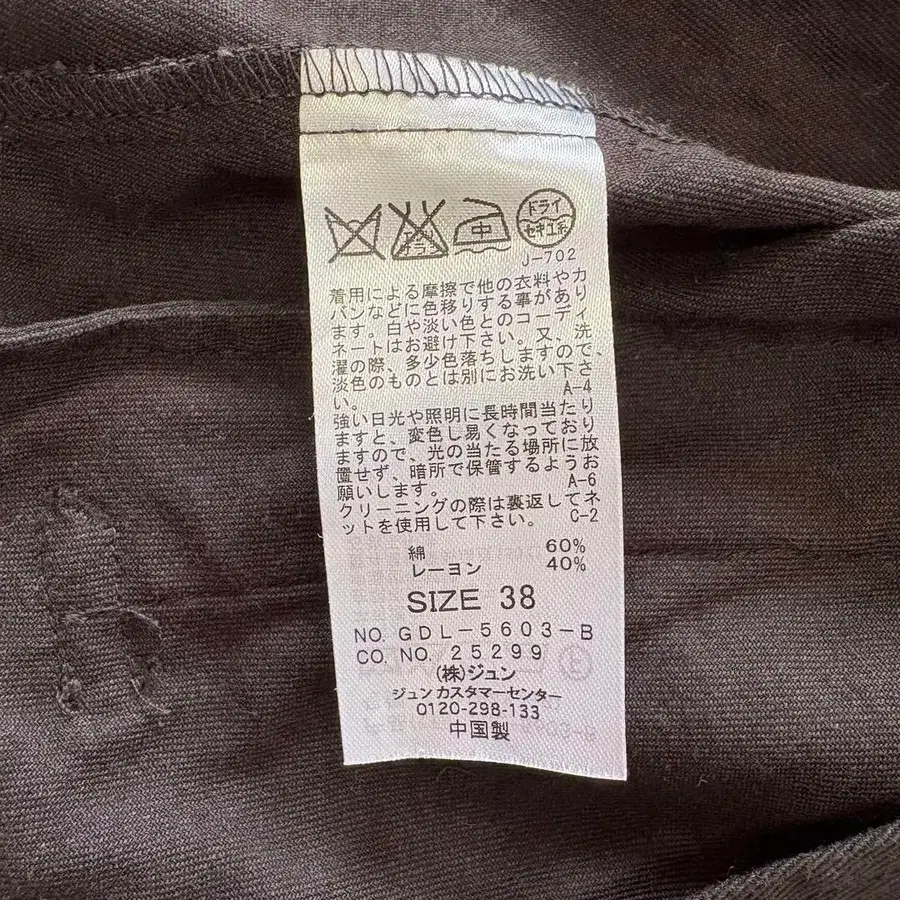 エンソサラシ
中
ドライ
セキユ系
J-702
着用による摩擦で他の衣料やカ
バンなどに色移りする事があり
ます。白や淡い色とのコーディ
ネートはお避け下さい。又、洗
濯の際、多少色落ちしますので、
淡色のものとは別にお洗い下さ
い。 A-4
強い日光や照明に長時間当たり
ますと、変色し易くなっており
ますので、光の当たる場所に放
置せず、暗所で保管するようお
願いします。 A-6
クリーニングの際は裏返してネ
ットを使用して下さい。 C-2
綿 60%
レーヨン 40%
SIZE 38
NO. GDL-5603-B
CO. NO. 25299
(株)ジュン
ジュン カスタマーセンター
0120-298-133
中国製